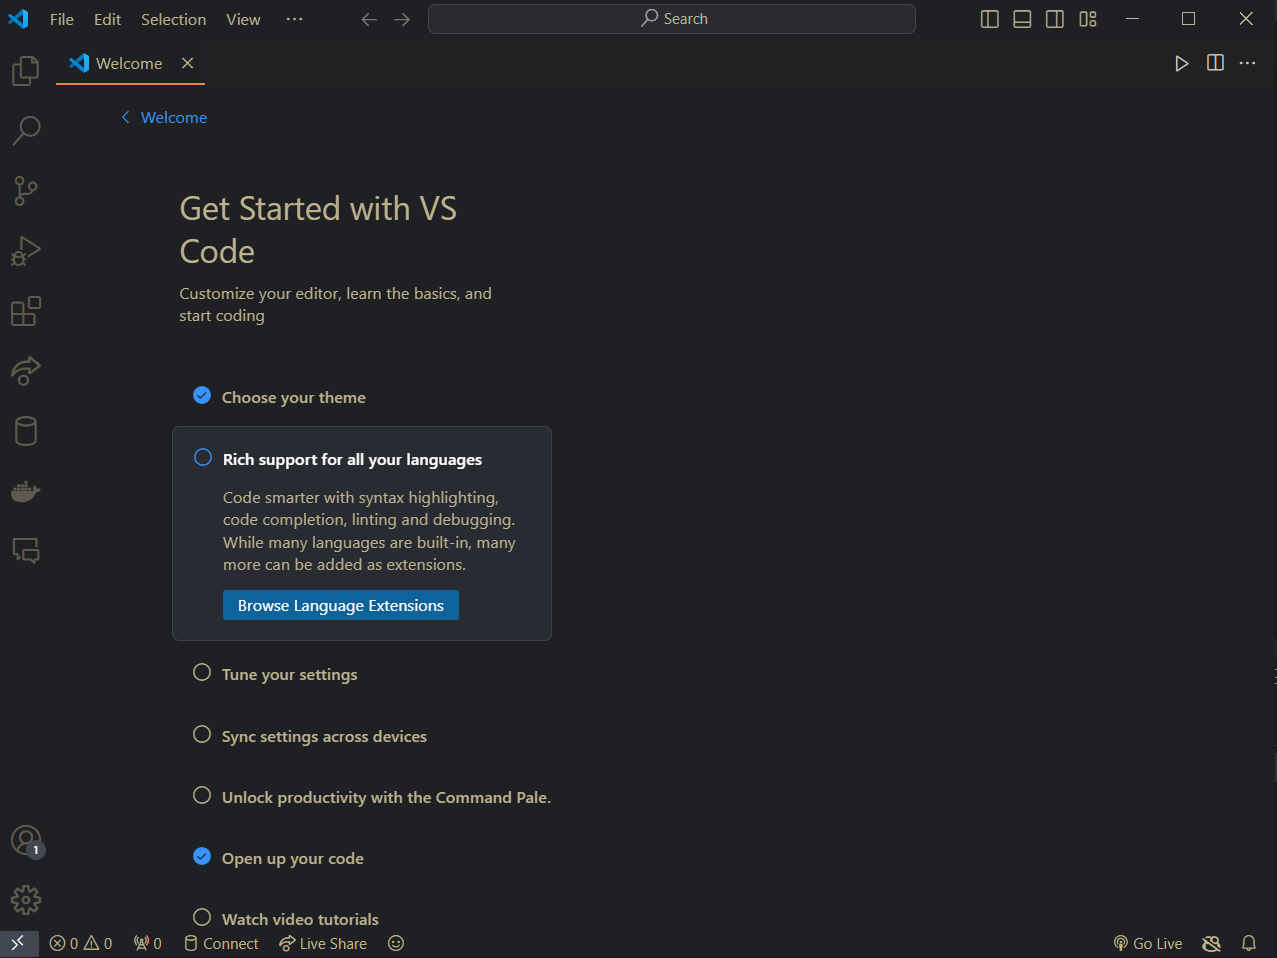 File Edit Selection View ···
Search
Welcome
Welcome
Get Started with VS
Code
Customize your editor, learn the basics, and
start coding
Choose your theme
Rich support for all your languages
Code smarter with syntax highlighting,
code completion, linting and debugging.
While many languages are built-in, many
more can be added as extensions.
Browse Language Extensions
Tune your settings
Sync settings across devices
Unlock productivity with the Command Pale.
Open up your code
1
Watch video tutorials
0 0 0 Connect Live Share Go Live